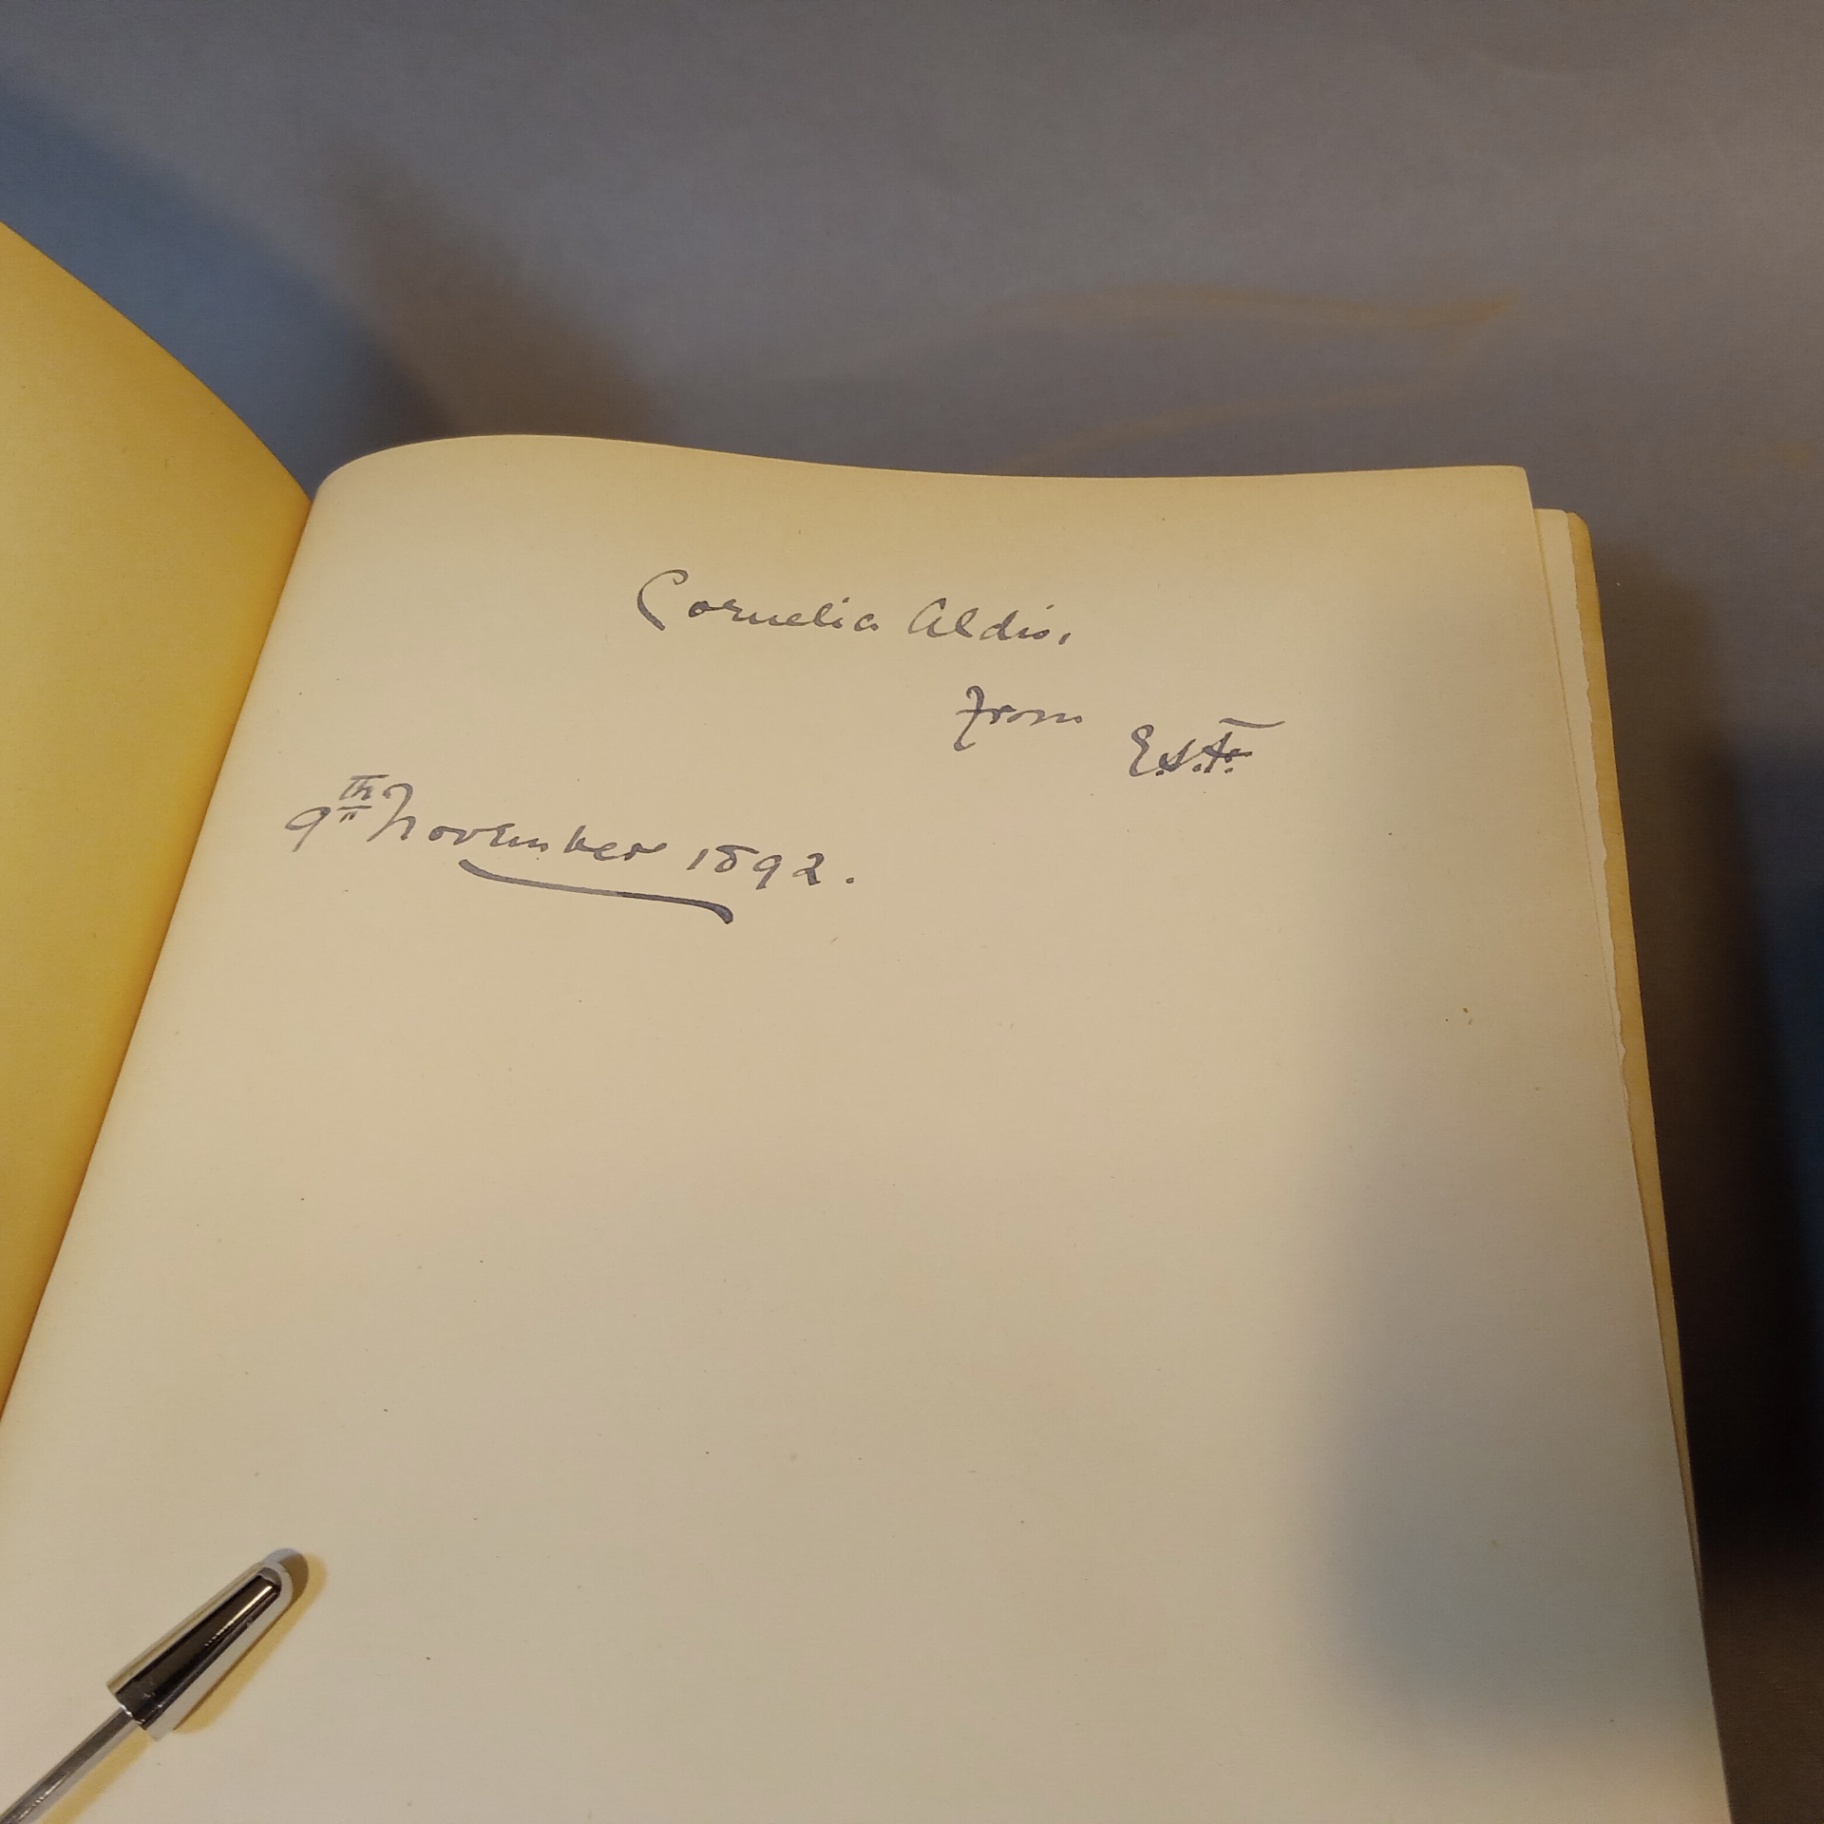 Cornelia Aldis,
from
9th November 1892.